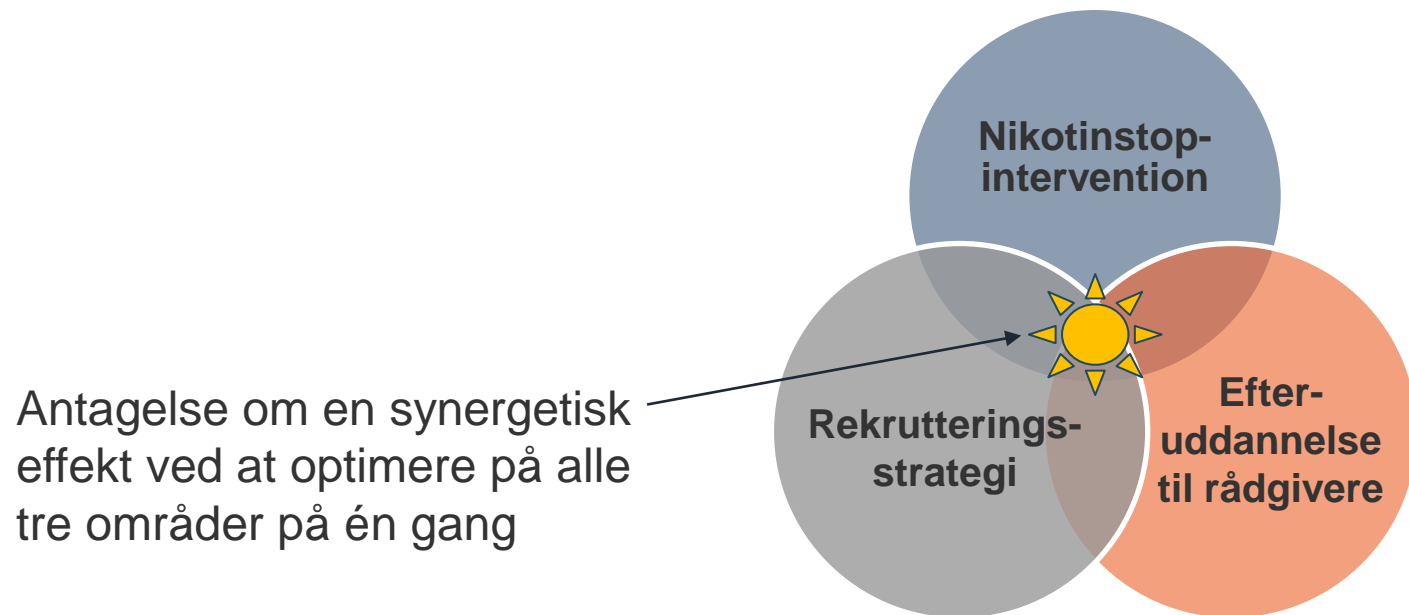 Nikotinstop-
intervention
Rekrutterings-
strategi
Efter-
uddannelse
til rådgivere
Antagelse om en synergetisk
effekt ved at optimere på alle
tre områder på én gang